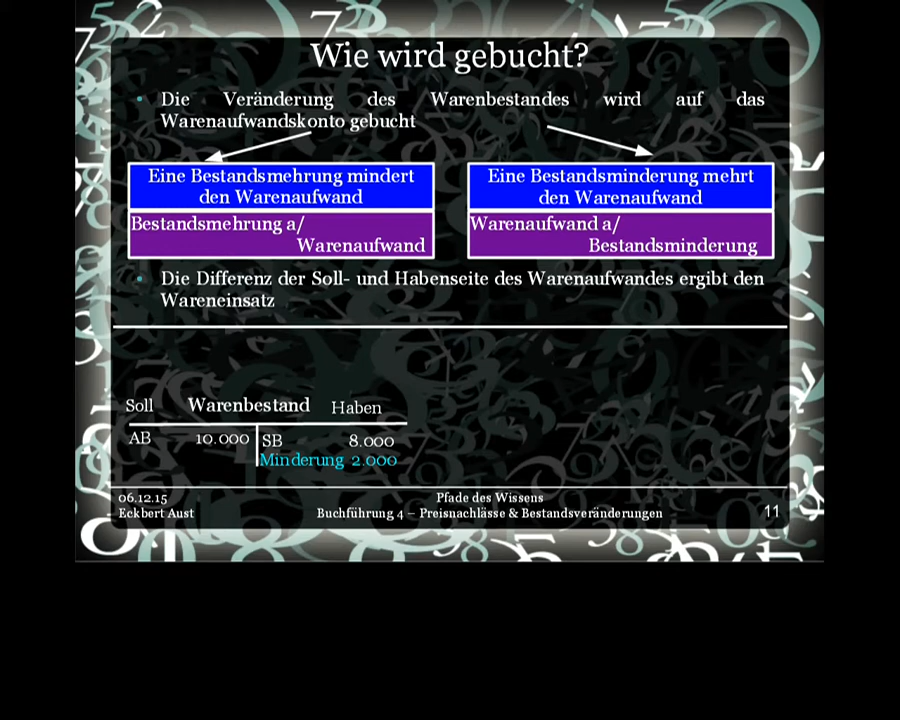 Wie wird gebucht?
Die Veränderung des Warenbestandes wird auf das
Warenaufwandskonto gebucht
Eine Bestandsmehrung mindert
den Warenaufwand
Bestandsmehrung a/
Warenaufwand
Eine Bestandsminderung mehrt
den Warenaufwand
Warenaufwand a/
Bestandsminderung
Die Differenz der Soll- und Habenseite des Warenaufwandes ergibt den
Wareneinsatz
Soll Warenbestand Haben
AB 10.000 SB 8.000
Minderung 2.000
06.12.15
Eckbert Aust
Pfade des Wissens
Buchführung 4 – Preisnachlässe & Bestandsveränderungen
11